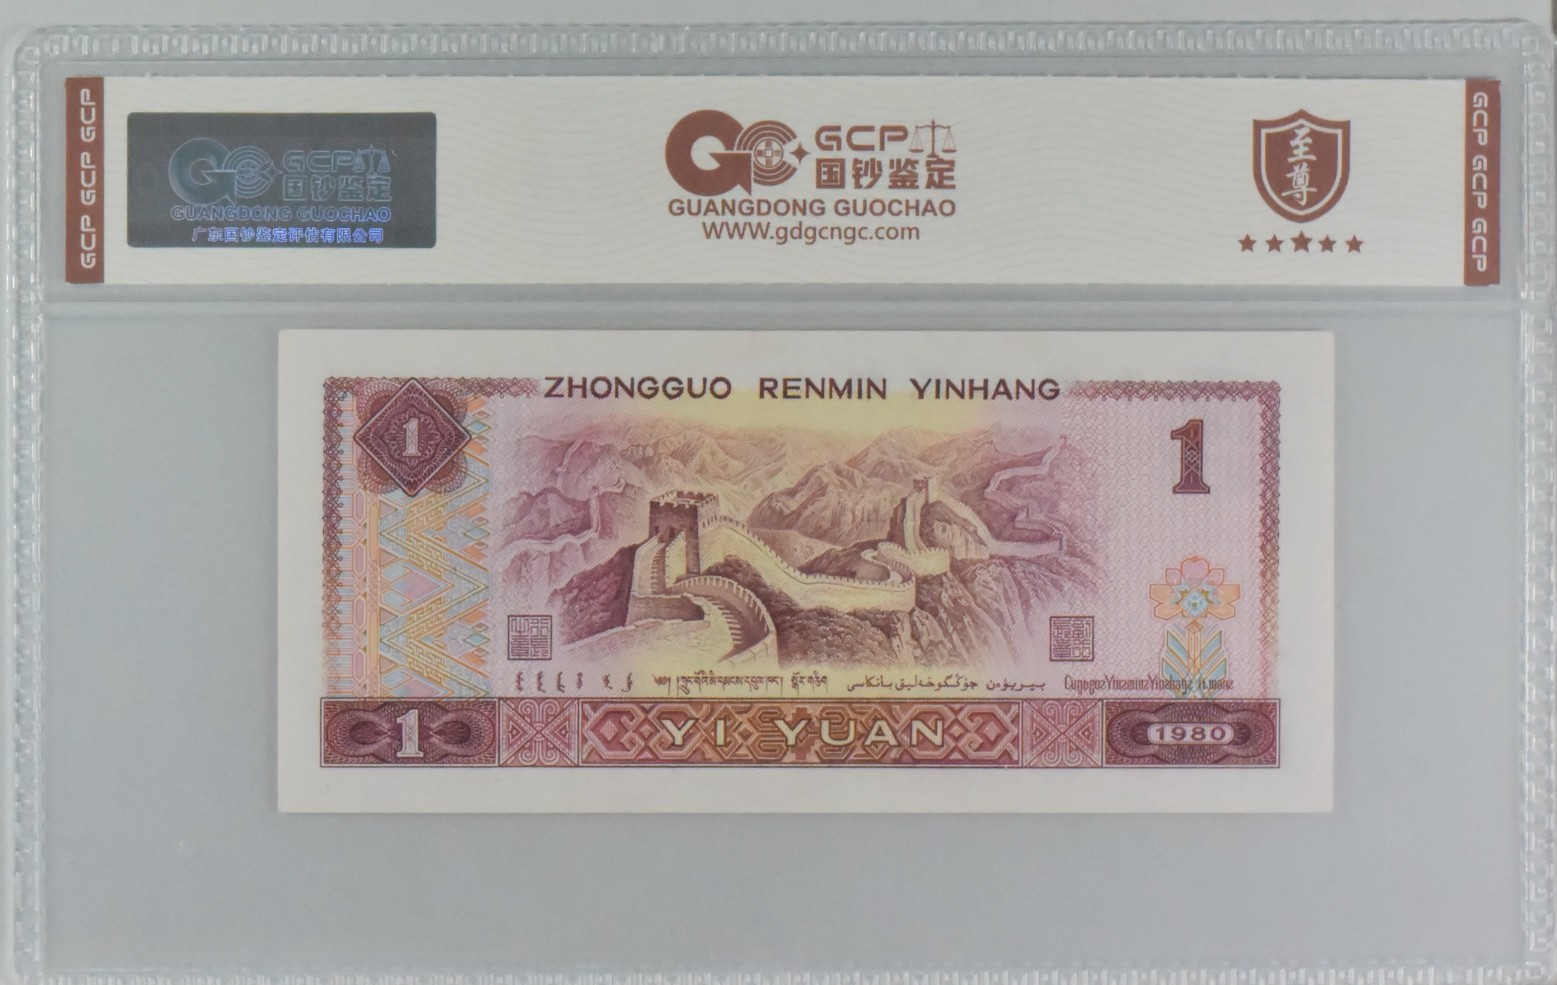 GCP GCP GCP
GCP
国钞鉴定
GUANGDONG GUOCHAO
广东国钞鉴定评估有限公司
GCP
国钞鉴定
GUANGDONG GUOCHAO
WWW.gdgcngc.com
至尊
GCP GCP GCP
ZHONGGUO RENMIN YINHANG
1
1
1
YI YUAN
1980